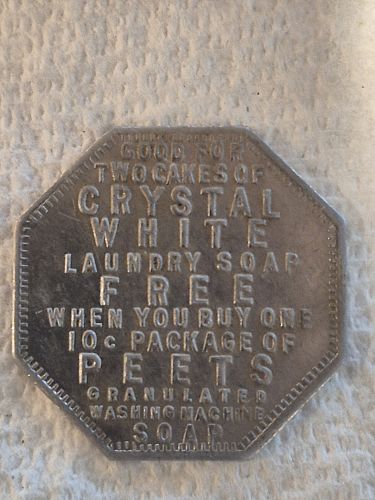 GOOD FOR
TWO CAKES OF
CRYSTAL
WHITE
LAUNDRY SOAP
FREE
WHEN YOU BUY ONE
10c PACKAGE OF
PEETS
GRANULATED
WASHING MACHINE
SOAP